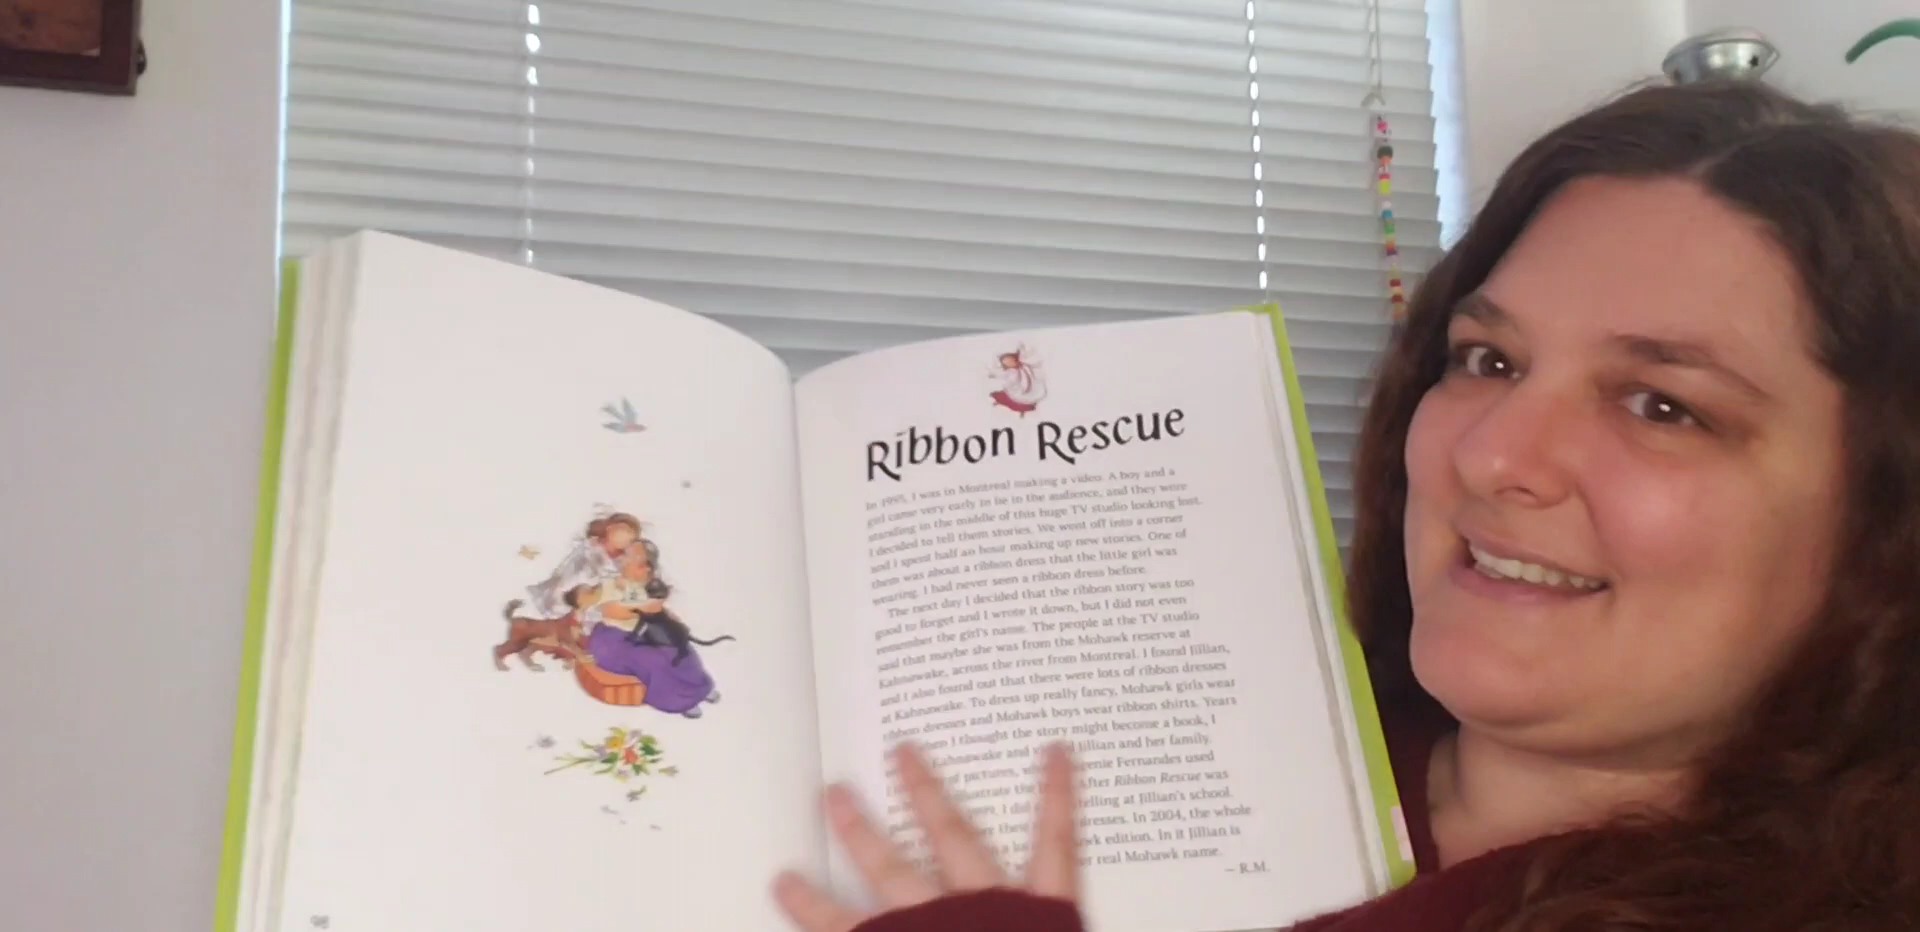 Ribbon Rescue
In 1995, I was in Montreal making a video. A boy and a
girl came very early to be in the audience, and they were
standing in the middle of this huge TV studio looking lost.
I decided to tell them stories. We went off into a corner
and I spent half an hour making up new stories. One of
them was about a ribbon dress that the little girl was
wearing. I had never seen a ribbon dress before.
The next day I decided that the ribbon story was too
good to forget and I wrote it down, but I did not even
remember the girl's name. The people at the TV studio
said that maybe she was from the Mohawk reserve at
Kahnawake, across the river from Montreal. I found Jillian,
and I also found out that there were lots of ribbon dresses
at Kahnawake. To dress up really fancy, Mohawk girls wear
ribbon dresses and Mohawk boys wear ribbon shirts. Years
I thought the story might become a book, I
Kahnawake and Jillian and her family.
of pictures, Fernandes used
illustrate the After Ribbon Rescue was
I did telling at Jillian's school.
their dresses. In 2004, the whole
edition. In it Jillian is
real Mohawk name.
– R.M.
98